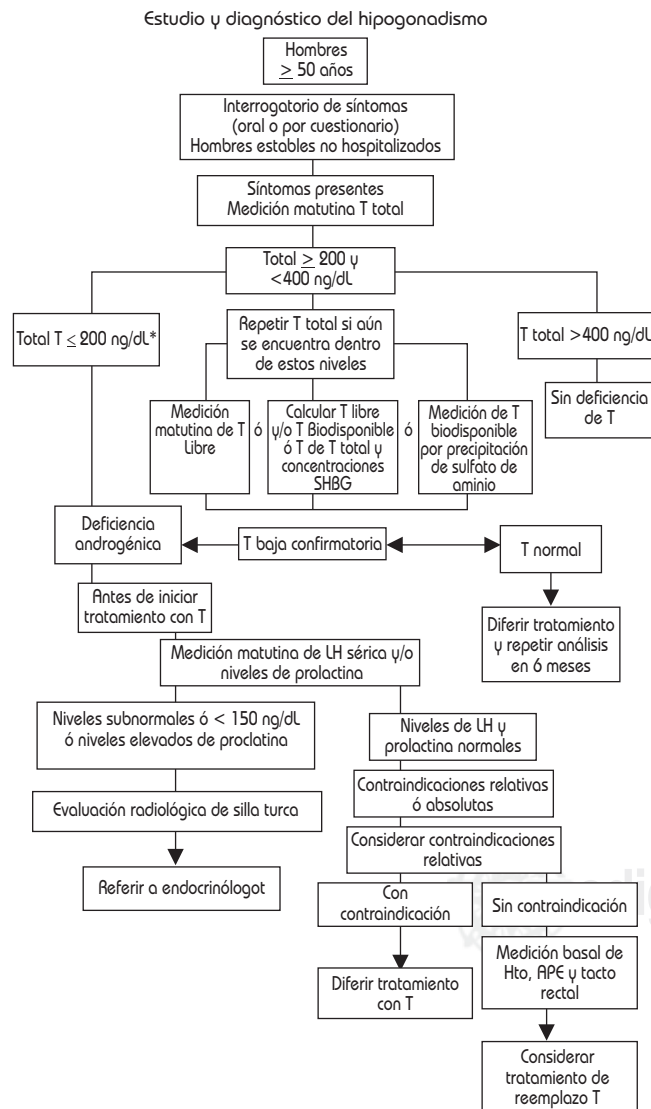 Estudio y diagnóstico del hipogonadismo
Hombres
≥ 50 años
Interrogatorio de síntomas
(oral o por cuestionario)
Hombres estables no hospitalizados
Síntomas presentes
Medición matutina T total
Total ≥ 200 y
<400 ng/dL
Total T ≤ 200 ng/dL*
Repetir T total si aún
se encuentra dentro
de estos niveles
T total >400 ng/dL
Sin deficiencia
de T
Medición
matutina de T
Libre
ó
Calcular T libre
y/o T Biodisponible
ó T de T total y
concentraciones
SHBG
ó
Medición de T
biodisponible
por precipitación
de sulfato de
aminio
Deficiencia
androgénica
T baja confirmatoria
T normal
Antes de iniciar
tratamiento con T
Diferir tratamiento
y repetir análisis
en 6 meses
Medición matutina de LH sérica y/o
niveles de prolactina
Niveles subnormales ó < 150 ng/dL
ó niveles elevados de proclatina
Niveles de LH y
prolactina normales
Evaluación radiológica de silla turca
Contraindicaciones relativas
ó absolutas
Considerar contraindicaciones
relativas
Referir a endocrinólogot
Con
contraindicación
Sin contraindicación
Diferir tratamiento
con T
Medición basal de
Hto, APE y tacto
rectal
Considerar
tratamiento de
reemplazo T